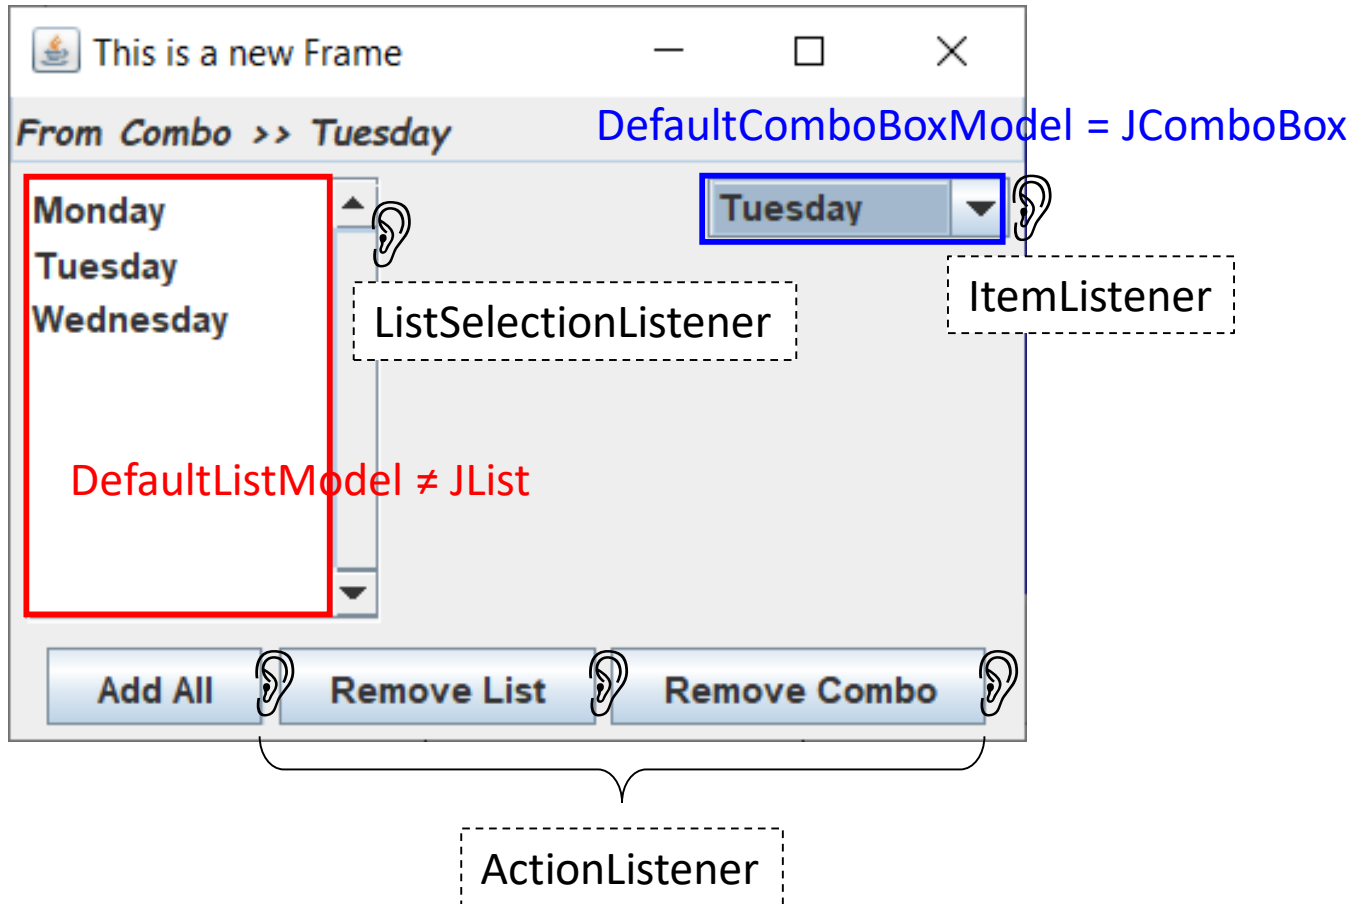 This is a new Frame
From Combo >> Tuesday
DefaultComboBoxModel = JComboBox
Monday
Tuesday
Wednesday
Tuesday
ListSelectionListener
ItemListener
DefaultListModel ≠ JList
Add All
Remove List
Remove Combo
ActionListener